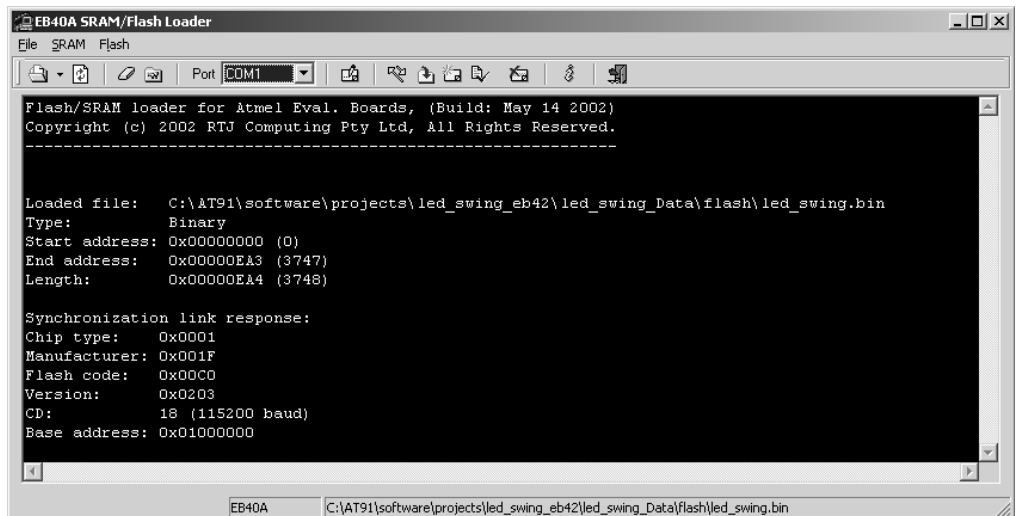 EB40A SRAM/Flash Loader
File SRAM Flash
Port COM1
Flash/SRAM loader for Atmel Eval. Boards, (Build: May 14 2002)
Copyright (c) 2002 RTJ Computing Pty Ltd, All Rights Reserved.
--------------------------------------------------------------
Loaded file: C:\AT91\software\projects\led_swing_eb42\led_swing_Data\flash\led_swing.bin
Type: Binary
Start address: 0x00000000 (0)
End address: 0x00000EA3 (3747)
Length: 0x00000EA4 (3748)
Synchronization link response:
Chip type: 0x0001
Manufacturer: 0x001F
Flash code: 0x00C0
Version: 0x0203
CD: 18 (115200 baud)
Base address: 0x01000000
EB40A C:\AT91\software\projects\led_swing_eb42\led_swing_Data\flash\led_swing.bin